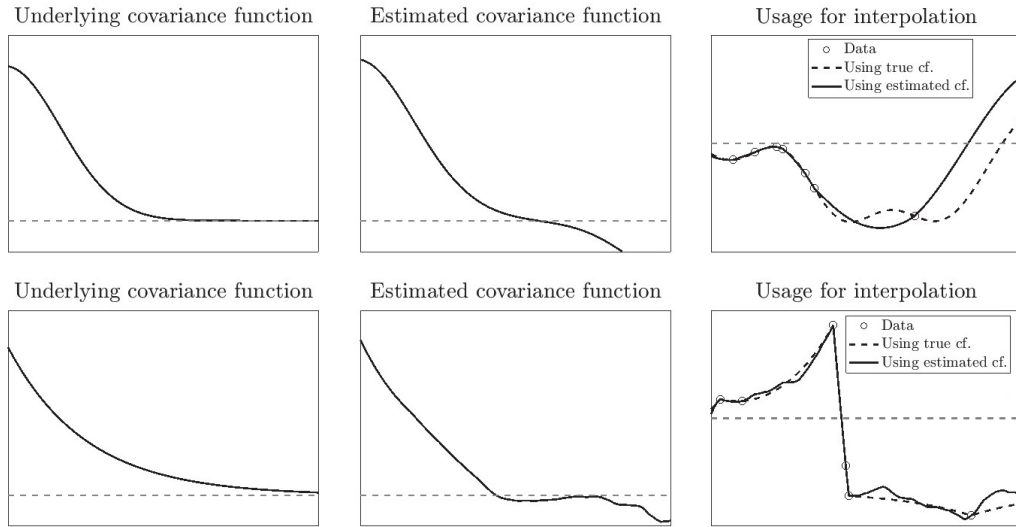 Underlying covariance function
Estimated covariance function
Usage for interpolation
Data
Using true cf.
Using estimated cf.
Underlying covariance function
Estimated covariance function
Usage for interpolation
Data
Using true cf.
Using estimated cf.